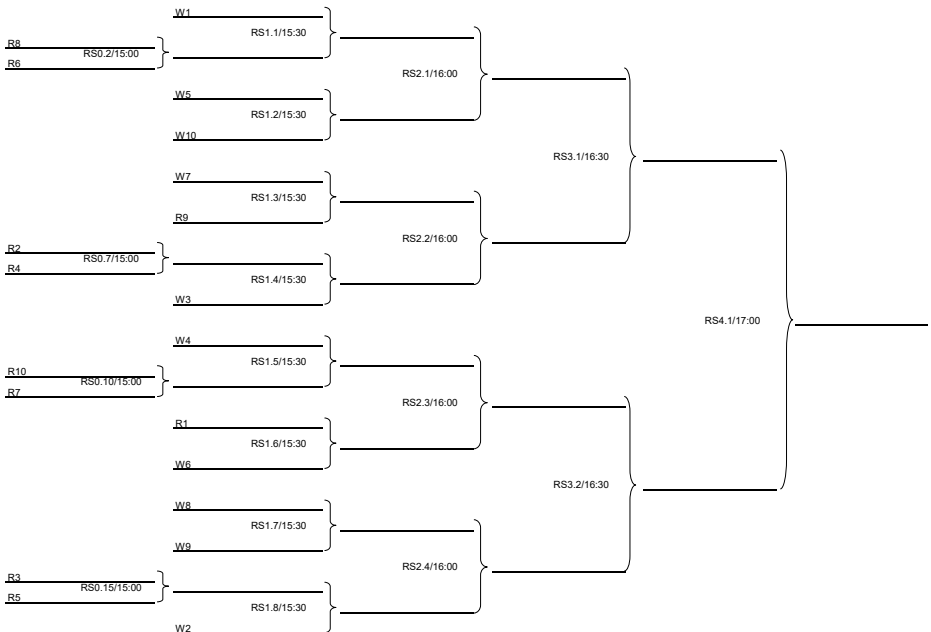 W1
RS1.1/15:30
R8
RS0.2/15:00
R6
RS2.1/16:00
W5
RS1.2/15:30
W10
RS3.1/16:30
W7
RS1.3/15:30
R9
RS2.2/16:00
R2
RS0.7/15:00
R4
RS1.4/15:30
W3
RS4.1/17:00
W4
RS1.5/15:30
R10
RS0.10/15:00
R7
RS2.3/16:00
R1
RS1.6/15:30
W6
RS3.2/16:30
W8
RS1.7/15:30
W9
RS2.4/16:00
R3
RS0.15/15:00
R5
RS1.8/15:30
W2